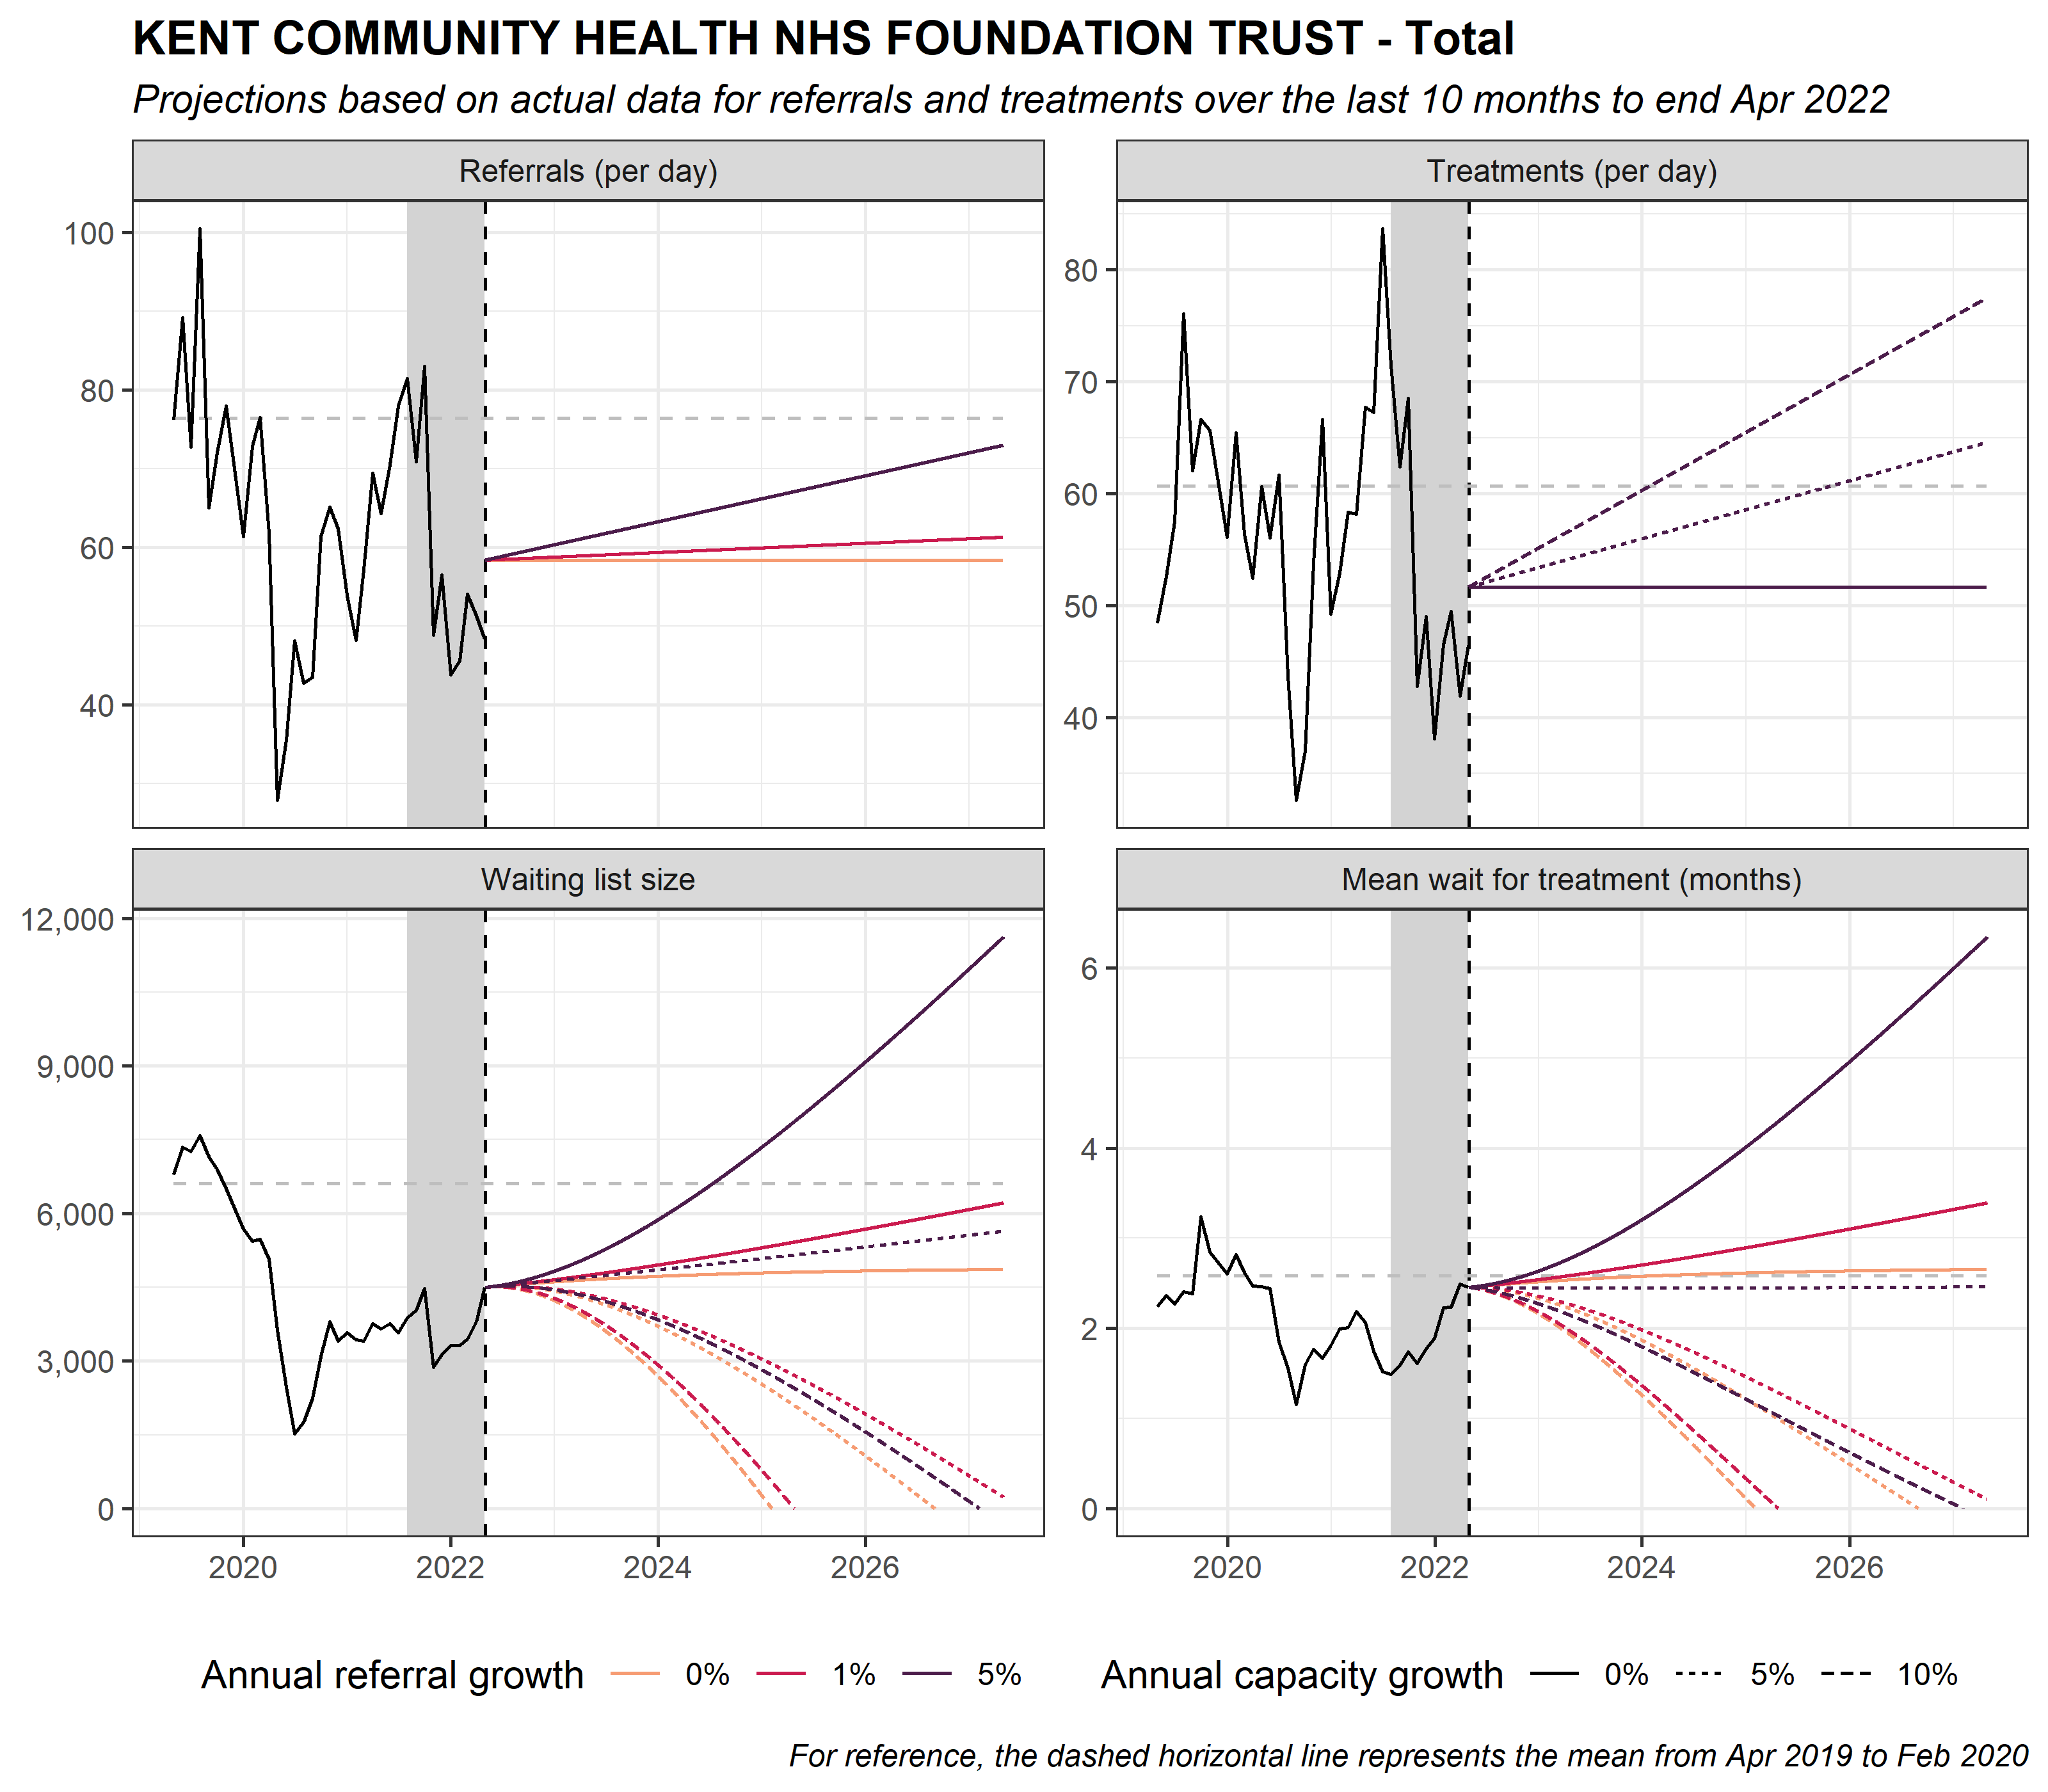 KENT COMMUNITY HEALTH NHS FOUNDATION TRUST - Total
Projections based on actual data for referrals and treatments over the last 10 months to end Apr 2022
Referrals (per day)
100
80
60
40
Treatments (per day)
80
70
60
50
40
Waiting list size
12,000
9,000
6,000
3,000
0
2020 2022 2024 2026
Mean wait for treatment (months)
6
4
2
0
2020 2022 2024 2026
Annual referral growth 0% 1% 5%
Annual capacity growth 0% 5% 10%
For reference, the dashed horizontal line represents the mean from Apr 2019 to Feb 2020